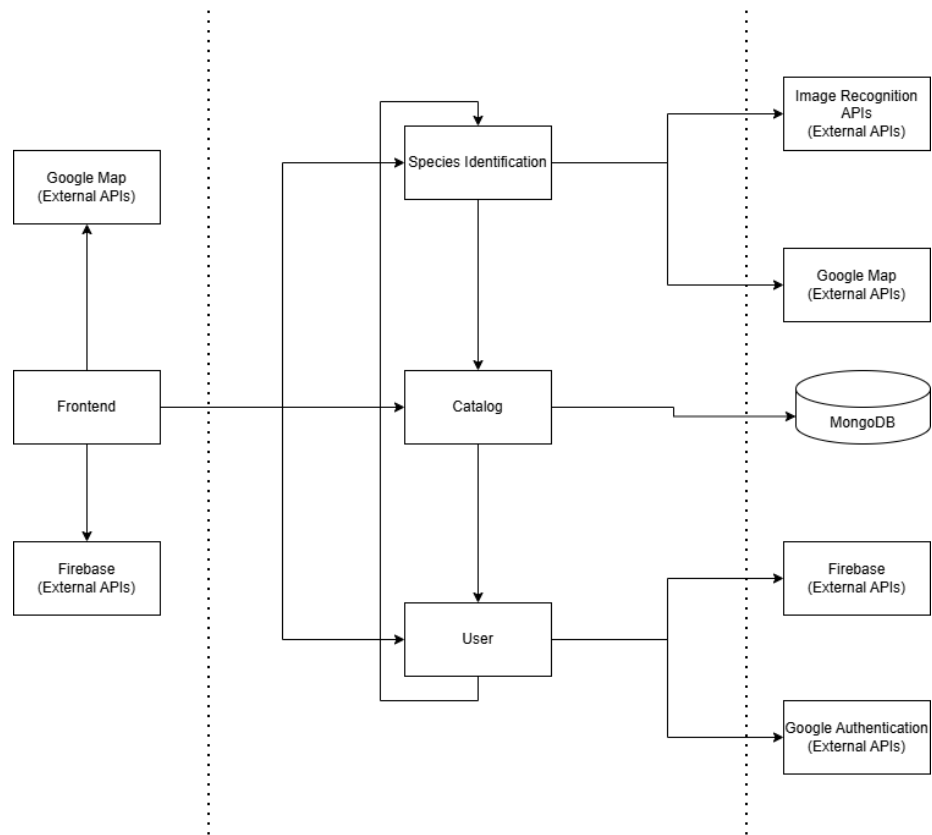 Image Recognition
APIs
(External APIs)
Species Identification
Google Map
(External APIs)
Google Map
(External APIs)
Frontend
Catalog
MongoDB
Firebase
(External APIs)
Firebase
(External APIs)
User
Google Authentication
(External APIs)